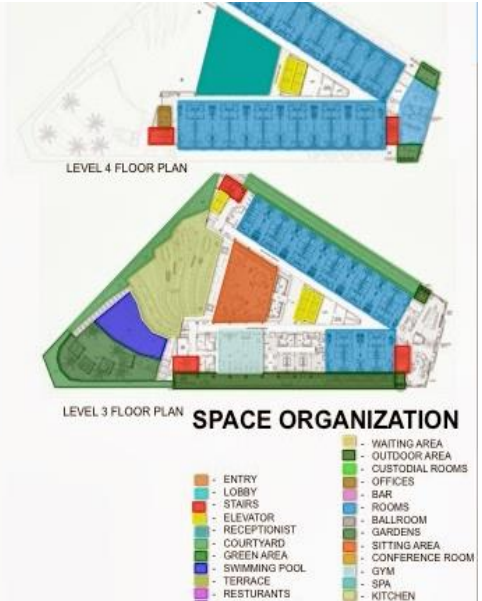 LEVEL 4 FLOOR PLAN
LEVEL 3 FLOOR PLAN
SPACE ORGANIZATION
- ENTRY
- LOBBY
- STAIRS
- ELEVATOR
- RECEPTIONIST
- COURTYARD
- GREEN AREA
- SWIMMING POOL
- TERRACE
- RESTURANTS
- WAITING AREA
- OUTDOOR AREA
- CUSTODIAL ROOMS
- OFFICES
- BAR
- ROOMS
- BALLROOM
- GARDENS
- SITTING AREA
- CONFERENCE ROOM
- GYM
- SPA
- KITCHEN